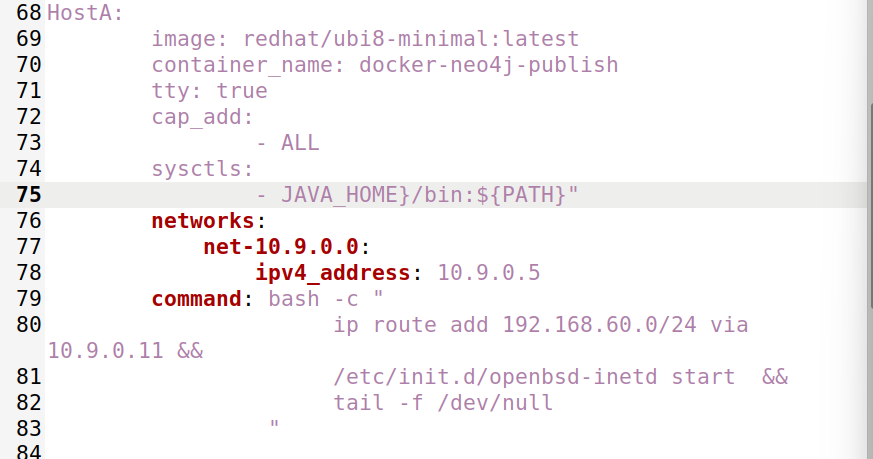 68 HostA:
69 image: redhat/ubi8-minimal:latest
70 container_name: docker-neo4j-publish
71 tty: true
72 cap_add:
73 - ALL
74 sysctls:
75 - JAVA_HOME}/bin:${PATH}"
76 networks:
77 net-10.9.0.0:
78 ipv4_address: 10.9.0.5
79 command: bash -c "
80 ip route add 192.168.60.0/24 via
10.9.0.11 &&
81 /etc/init.d/openbsd-inetd start &&
82 tail -f /dev/null
83 "
84